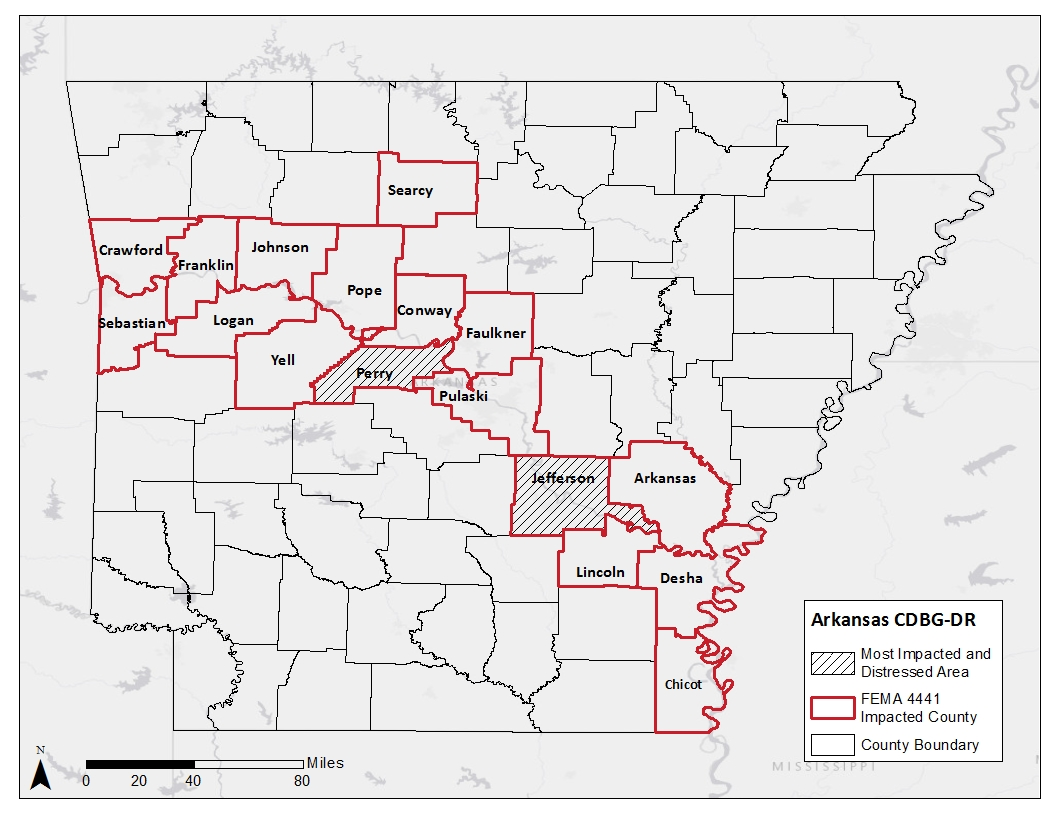 Searcy
Crawford
Franklin
Johnson
Pope
Conway
Sebastian
Logan
Faulkner
Yell
Perry
ARKANSAS
Pulaski
Jefferson
Arkansas
Lincoln
Desha
Chicot
Arkansas CDBG-DR
Most Impacted and
Distressed Area
FEMA 4441
Impacted County
County Boundary
MISSISSIPPI
N
Miles
0 20 40 80